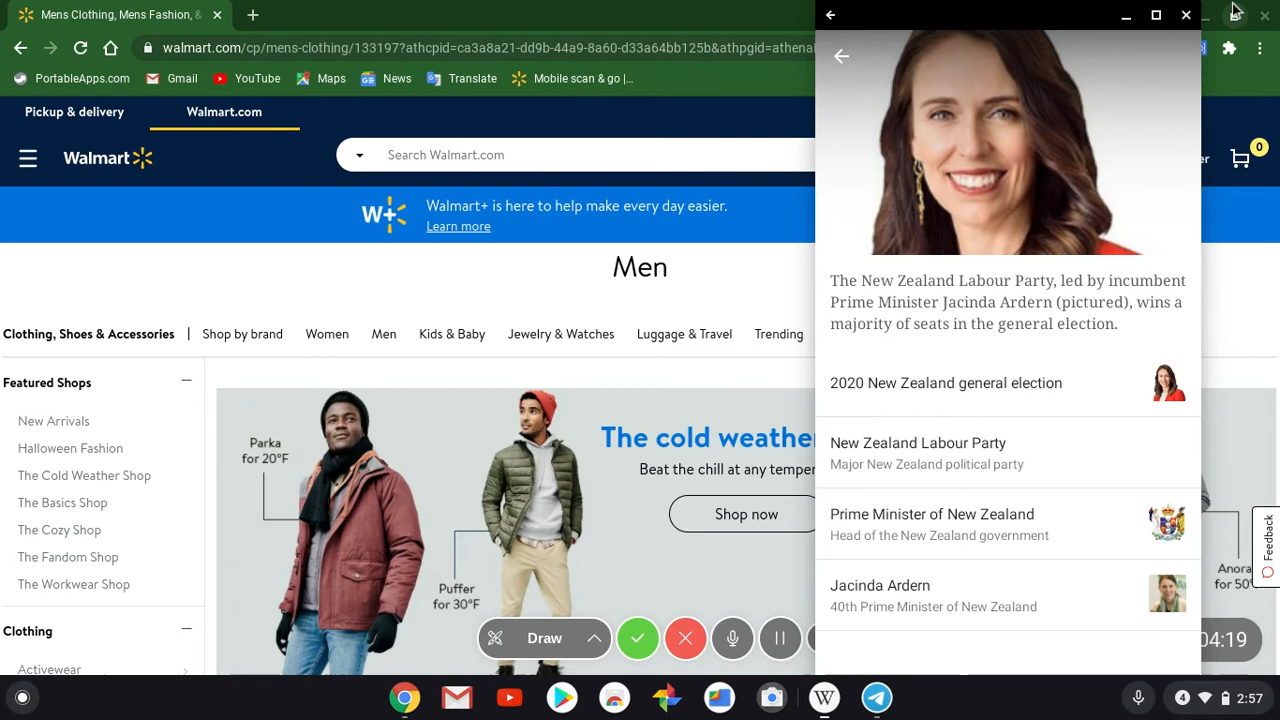 Mens Clothing, Mens Fashion, &
walmart.com/cp/mens-clothing/133197?athcpid=ca3a8a21-dd9b-44a9-8a60-d33a64bb125b&athpgid=athena
PortableApps.com
Gmail
YouTube
Maps
News
Translate
Mobile scan & go |...
Pickup & delivery
Walmart.com
Walmart
Search Walmart.com
0
W+
Walmart+ is here to help make every day easier.
Learn more
Men
Clothing, Shoes & Accessories
Shop by brand
Women
Men
Kids & Baby
Jewelry & Watches
Luggage & Travel
Trending
Featured Shops
New Arrivals
Halloween Fashion
The Cold Weather Shop
The Basics Shop
The Cozy Shop
The Fandom Shop
The Workwear Shop
Clothing
Activewear
Parka
for 20°F
Puffer
for 30°F
The cold weather
Beat the chill at any temper
Shop now
Feedback
Draw
04:19
The New Zealand Labour Party, led by incumbent
Prime Minister Jacinda Ardern (pictured), wins a
majority of seats in the general election.
2020 New Zealand general election
New Zealand Labour Party
Major New Zealand political party
Prime Minister of New Zealand
Head of the New Zealand government
Jacinda Ardern
40th Prime Minister of New Zealand
W
4
2:57